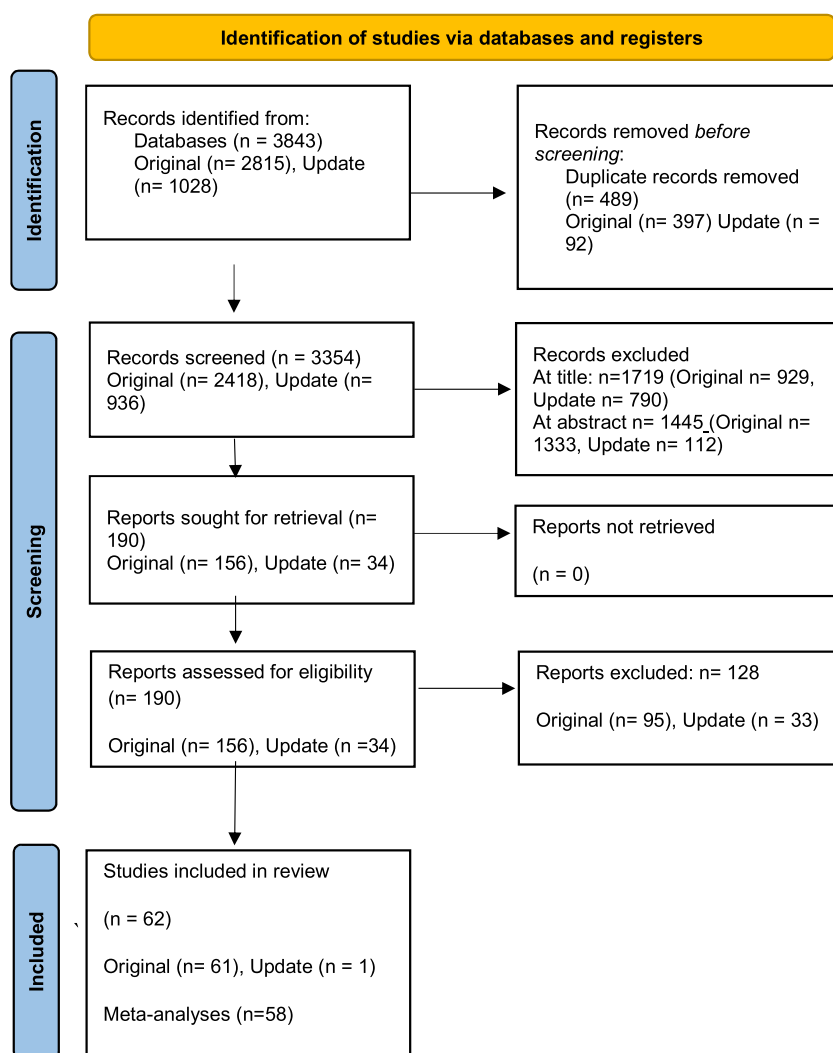 Identification of studies via databases and registers
Identification
Records identified from:
Databases (n = 3843)
Original (n= 2815), Update
(n= 1028)
Records removed before
screening:
Duplicate records removed
(n= 489)
Original (n= 397) Update (n =
92)
Screening
Records screened (n = 3354)
Original (n= 2418), Update (n=
936)
Records excluded
At title: n=1719 (Original n= 929,
Update n= 790)
At abstract n= 1445 (Original n=
1333, Update n= 112)
Reports sought for retrieval (n=
190)
Original (n= 156), Update (n= 34)
Reports not retrieved
(n = 0)
Reports assessed for eligibility
(n= 190)
Original (n= 156), Update (n =34)
Reports excluded: n= 128
Original (n= 95), Update (n = 33)
Included
Studies included in review
(n = 62)
Original (n= 61), Update (n = 1)
Meta-analyses (n=58)
`